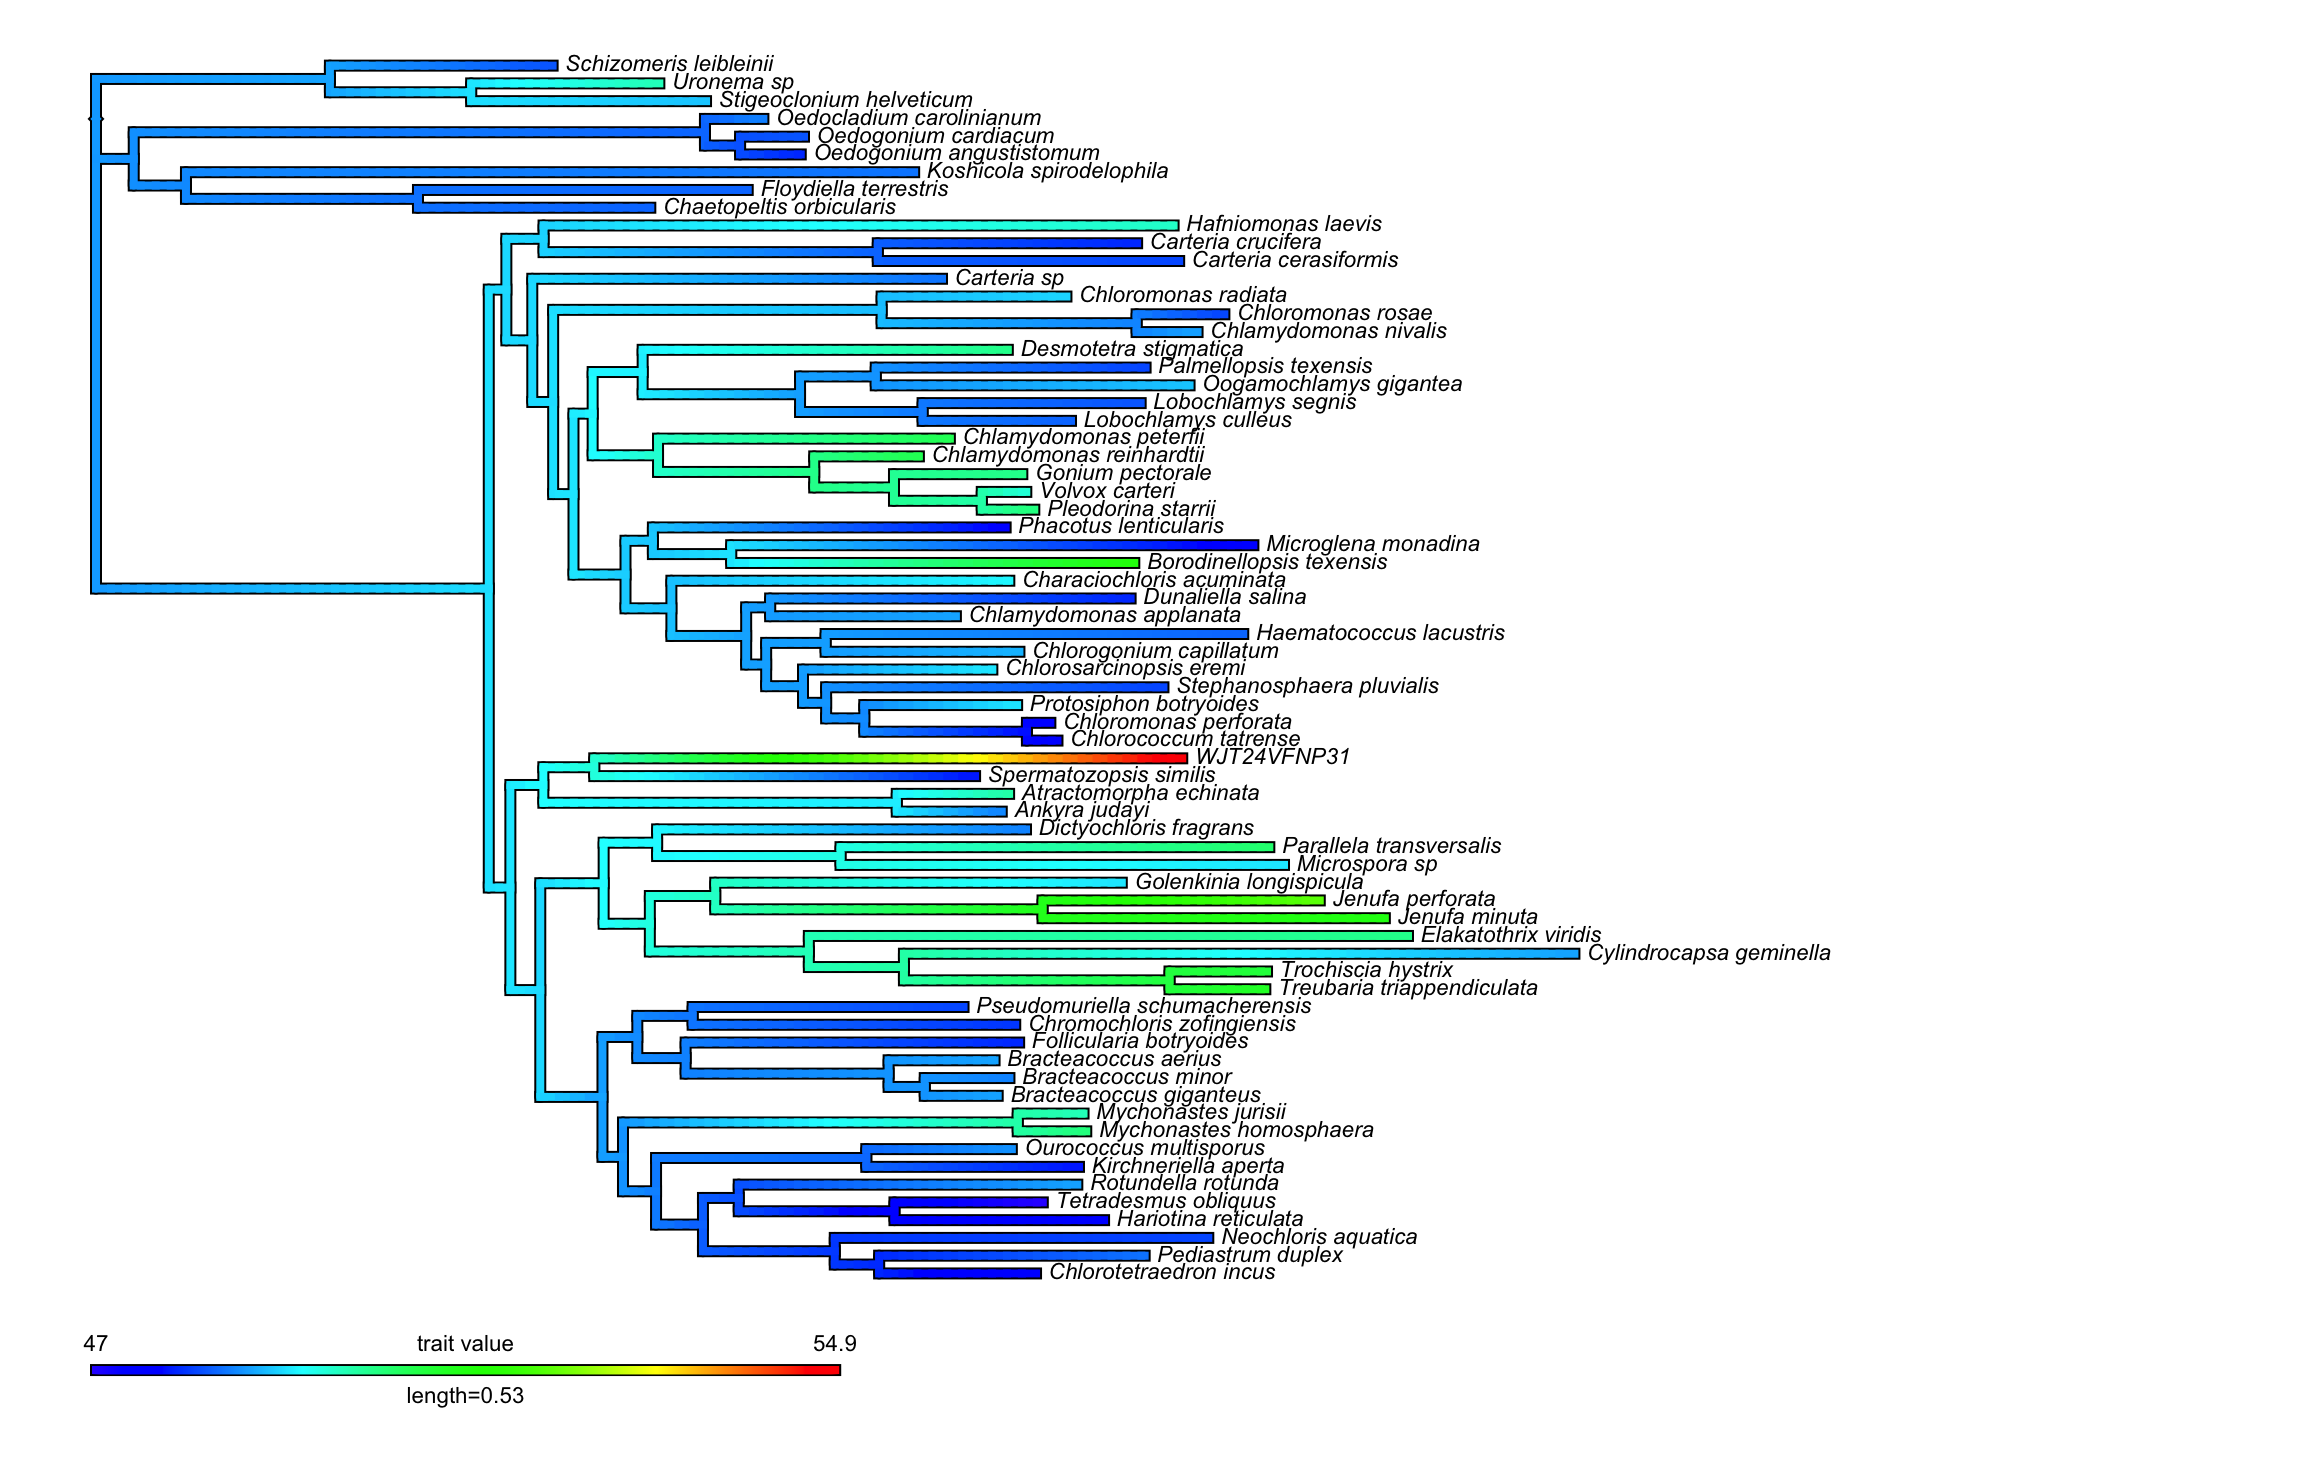 Schizomeris leibleinii
Uronema sp
Stigeoclonium helveticum
Oedocladium carolinianum
Oedogonium cardiacum
Oedogonium angustistomum
Koshicola spirodelophila
Floydiella terrestris
Chaetopeltis orbicularis
Hafniomonas laevis
Carteria crucifera
Carteria cerasiformis
Carteria sp
Chloromonas radiata
Chloromonas rosae
Chlamydomonas nivalis
Desmotetra stigmatica
Palmellopsis texensis
Oogamochlamys gigantea
Lobochlamys segnis
Lobochlamys culleus
Chlamydomonas peterfii
Chlamydomonas reinhardtii
Gonium pectorale
Volvox carteri
Pleodorina starrii
Phacotus lenticularis
Microglena monadina
Borodinellopsis texensis
Characiochloris acuminata
Dunaliella salina
Chlamydomonas applanata
Haematococcus lacustris
Chlorogonium capillatum
Chlorosarcinopsis eremi
Stephanosphaera pluvialis
Protosiphon botryoides
Chloromonas perforata
Chlorococcum tatrense
WJT24VFNP31
Spermatozopsis similis
Atractomorpha echinata
Ankyra judayi
Dictyochloris fragrans
Parallela transversalis
Microspora sp
Golenkinia longispicula
Jenufa perforata
Jenufa minuta
Elakatothrix viridis
Cylindrocapsa geminella
Trochiscia hystrix
Treubaria triappendiculata
Pseudomuriella schumacherensis
Chromochloris zofingiensis
Follicularia botryoides
Bracteacoccus aerius
Bracteacoccus minor
Bracteacoccus giganteus
Mychonastes jurisii
Mychonastes homosphaera
Ourococcus multisporus
Kirchneriella aperta
Rotundella rotunda
Tetradesmus obliquus
Hariotina reticulata
Neochloris aquatica
Pediastrum duplex
Chlorotetraedron incus
47 trait value 54.9
length=0.53